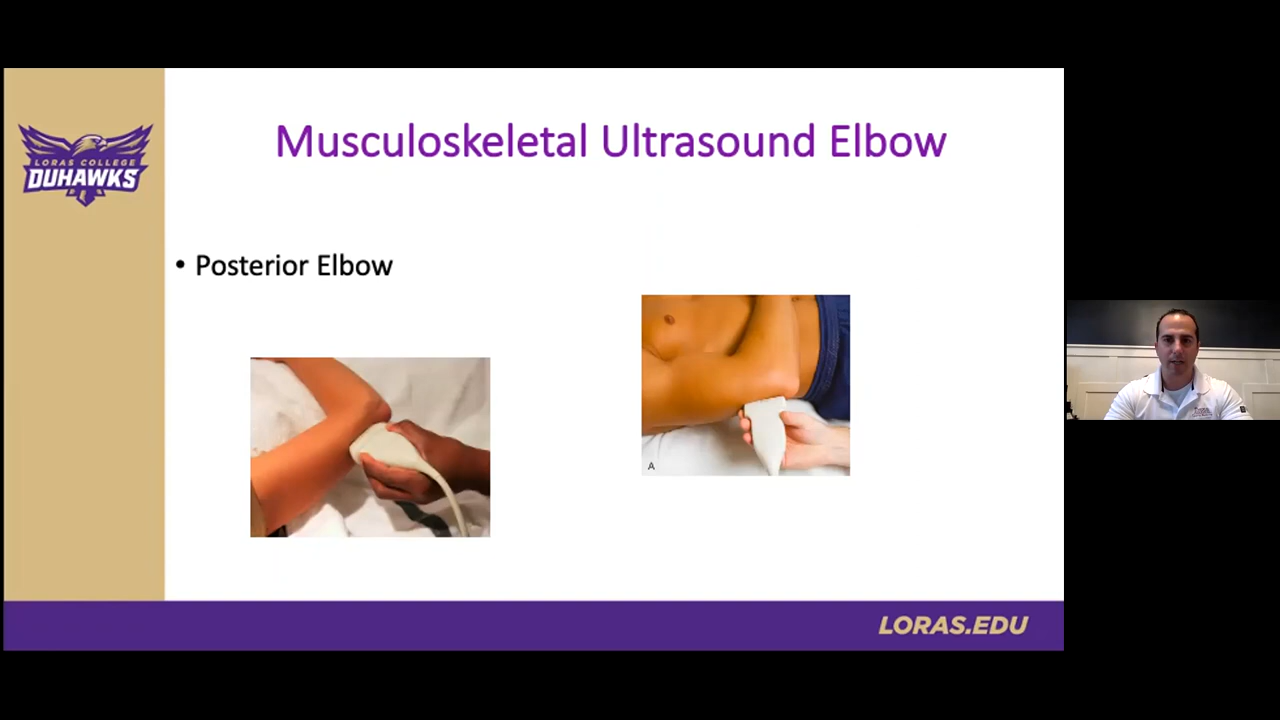 Musculoskeletal Ultrasound Elbow
LORAS COLLEGE
DUHAWKS
• Posterior Elbow
A
LORAS.EDU